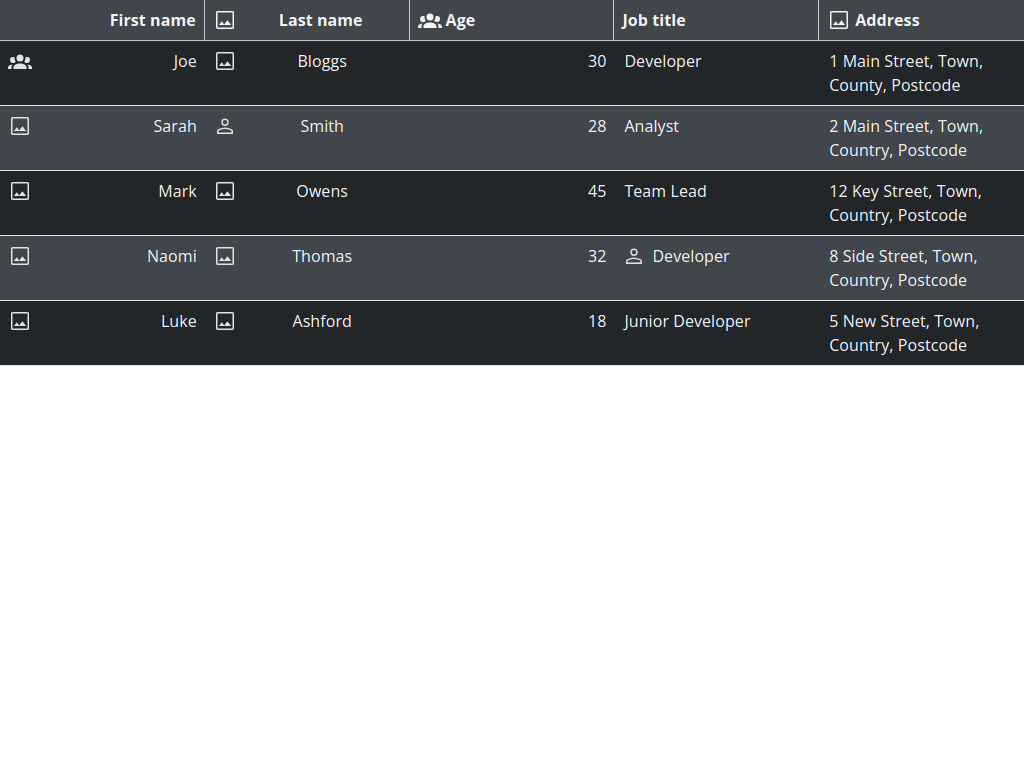 First name Last name Age Job title Address
Joe Bloggs 30 Developer 1 Main Street, Town,
County, Postcode
Sarah Smith 28 Analyst 2 Main Street, Town,
Country, Postcode
Mark Owens 45 Team Lead 12 Key Street, Town,
Country, Postcode
Naomi Thomas 32 Developer 8 Side Street, Town,
Country, Postcode
Luke Ashford 18 Junior Developer 5 New Street, Town,
Country, Postcode